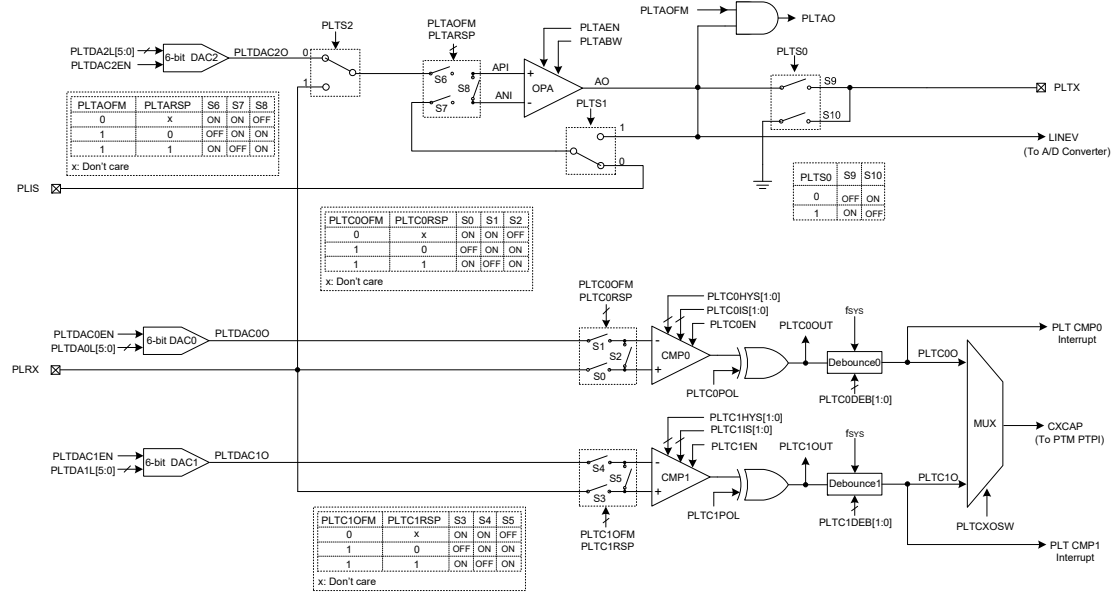 PLTAOFM
PLTAO
PLTS2
PLTAOFM
PLTARSP
PLTAEN
PLTABW
PLTDA2L[5:0]
PLTDAC2EN
6-bit DAC2
PLTDAC2O
0
1
S6
S7
S8
API
ANI
+
-
OPA
AO
PLTS0
S9
S10
PLTX
PLTS1
1
0
LINEV
(To A/D Converter)
PLTAOFM PLTARSP S6 S7 S8
0 x ON ON OFF
1 0 OFF ON ON
1 1 ON OFF ON
x: Don't care
PLIS
PLTS0 S9 S10
0 OFF ON
1 ON OFF
PLTC0OFM PLTC0RSP S0 S1 S2
0 x ON ON OFF
1 0 OFF ON ON
1 1 ON OFF ON
x: Don't care
PLTC0OFM
PLTC0RSP
PLTC0HYS[1:0]
PLTC0IS[1:0]
PLTC0EN
PLTDAC0EN
PLTDA0L[5:0]
6-bit DAC0
PLTDAC0O
S1
S2
S0
-
+
CMP0
PLTC0POL
PLTC0OUT
fSYS
Debounce0
PLTC0DEB[1:0]
PLT CMP0
Interrupt
PLTC0O
PLRX
MUX
CXCAP
(To PTM PTPI)
PLTCXOSW
PLTC1HYS[1:0]
PLTC1IS[1:0]
PLTC1EN
PLTDAC1EN
PLTDA1L[5:0]
6-bit DAC1
PLTDAC1O
S4
S5
S3
-
+
CMP1
PLTC1POL
PLTC1OUT
fSYS
Debounce1
PLTC1DEB[1:0]
PLTC1O
PLTC1OFM
PLTC1RSP
PLT CMP1
Interrupt
PLTC1OFM PLTC1RSP S3 S4 S5
0 x ON ON OFF
1 0 OFF ON ON
1 1 ON OFF ON
x: Don't care